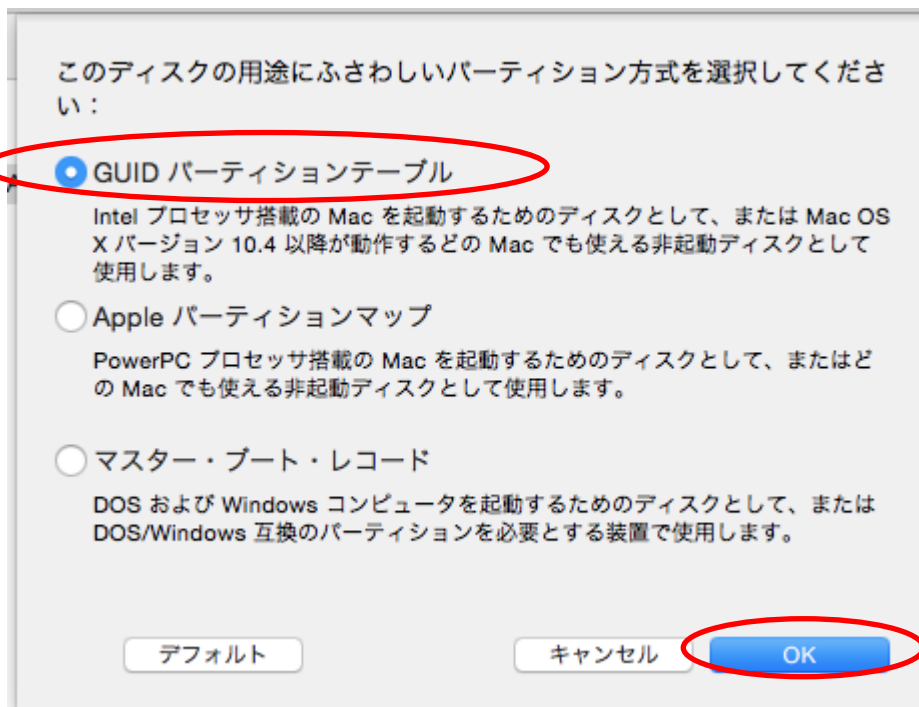 このディスクの用途にふさわしいパーティション方式を選択してくださ
い：
GUID パーティションテーブル
Intel プロセッサ搭載の Mac を起動するためのディスクとして、または Mac OS
X バージョン 10.4 以降が動作するどの Mac でも使える非起動ディスクとして
使用します。
Apple パーティションマップ
PowerPC プロセッサ搭載の Mac を起動するためのディスクとして、またはど
の Mac でも使える非起動ディスクとして使用します。
マスター・ブート・レコード
DOS および Windows コンピュータを起動するためのディスクとして、または
DOS/Windows 互換のパーティションを必要とする装置で使用します。
デフォルト キャンセル OK